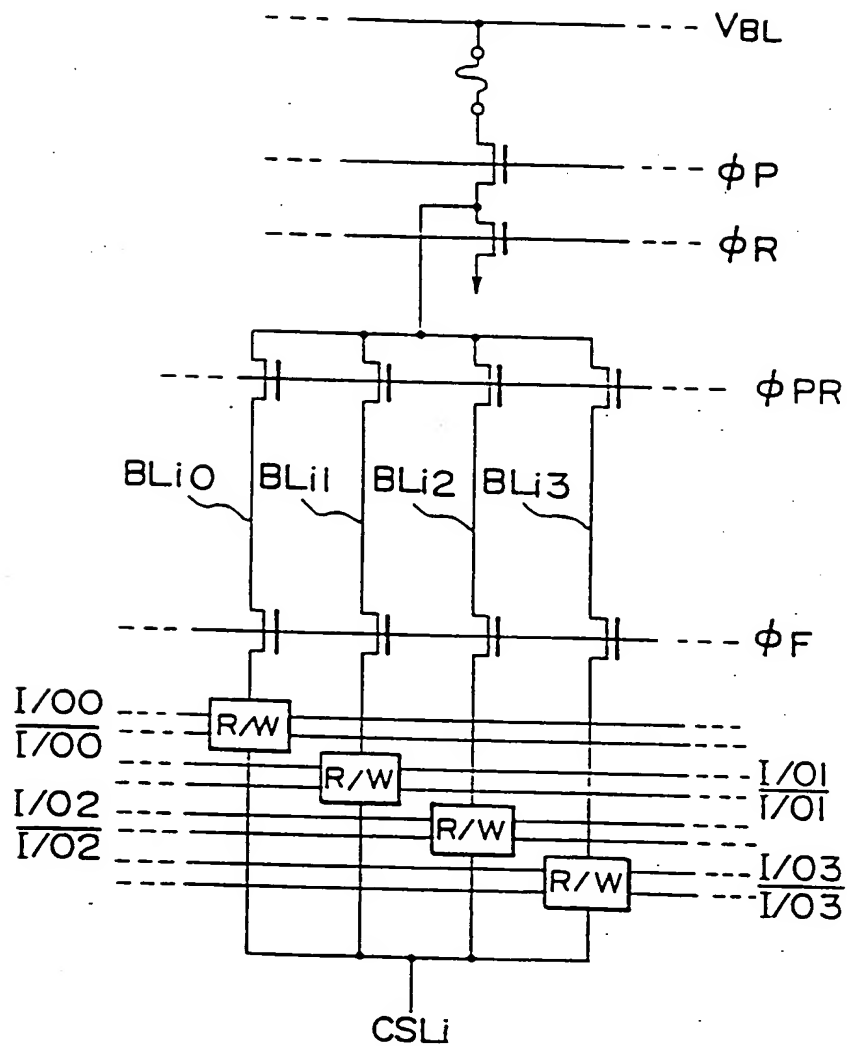 VBL
ϕP
ϕR
ϕPR
BLi0
BLi1
BLi2
BLi3
ϕF
I/O0
I/O0
R/W
R/W
I/O1
I/O1
I/O2
I/O2
R/W
R/W
I/O3
I/O3
CSLi